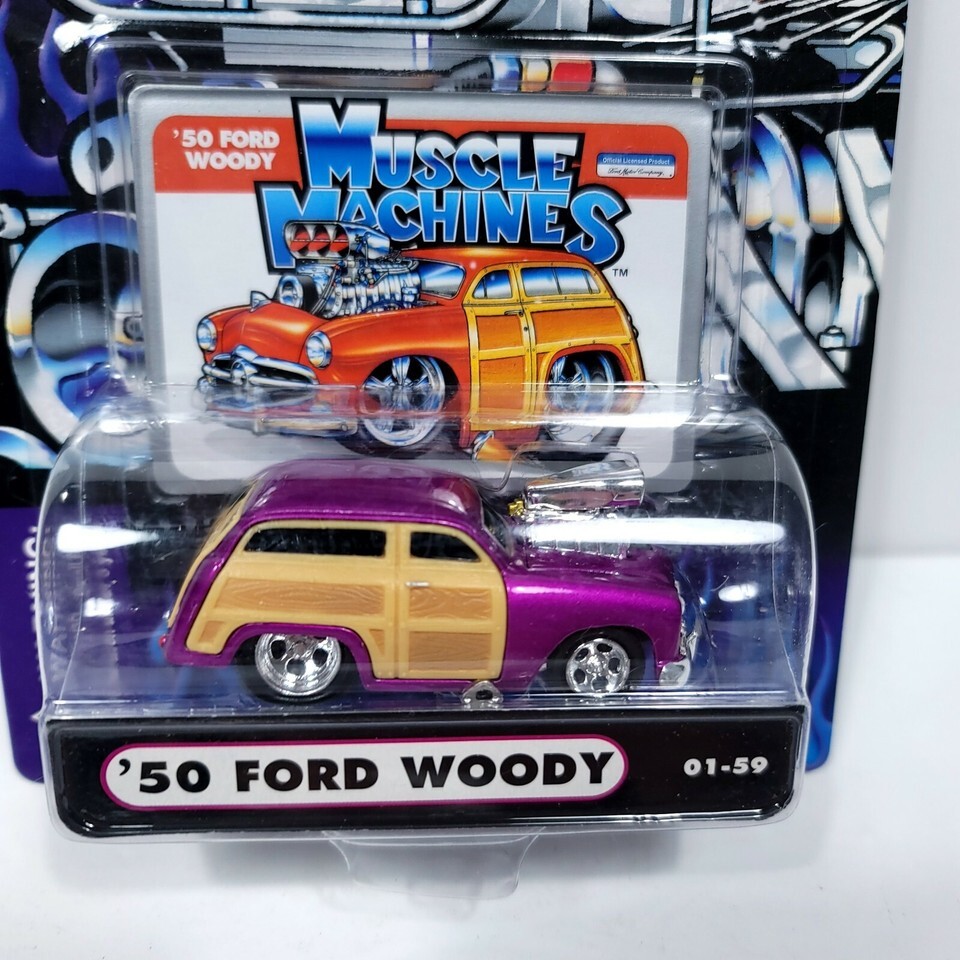 '50 FORD
WOODY
MUSCLE
MACHINES
TM
Official Licensed Product
Ford Motor Company
'50 FORD WOODY
01-59